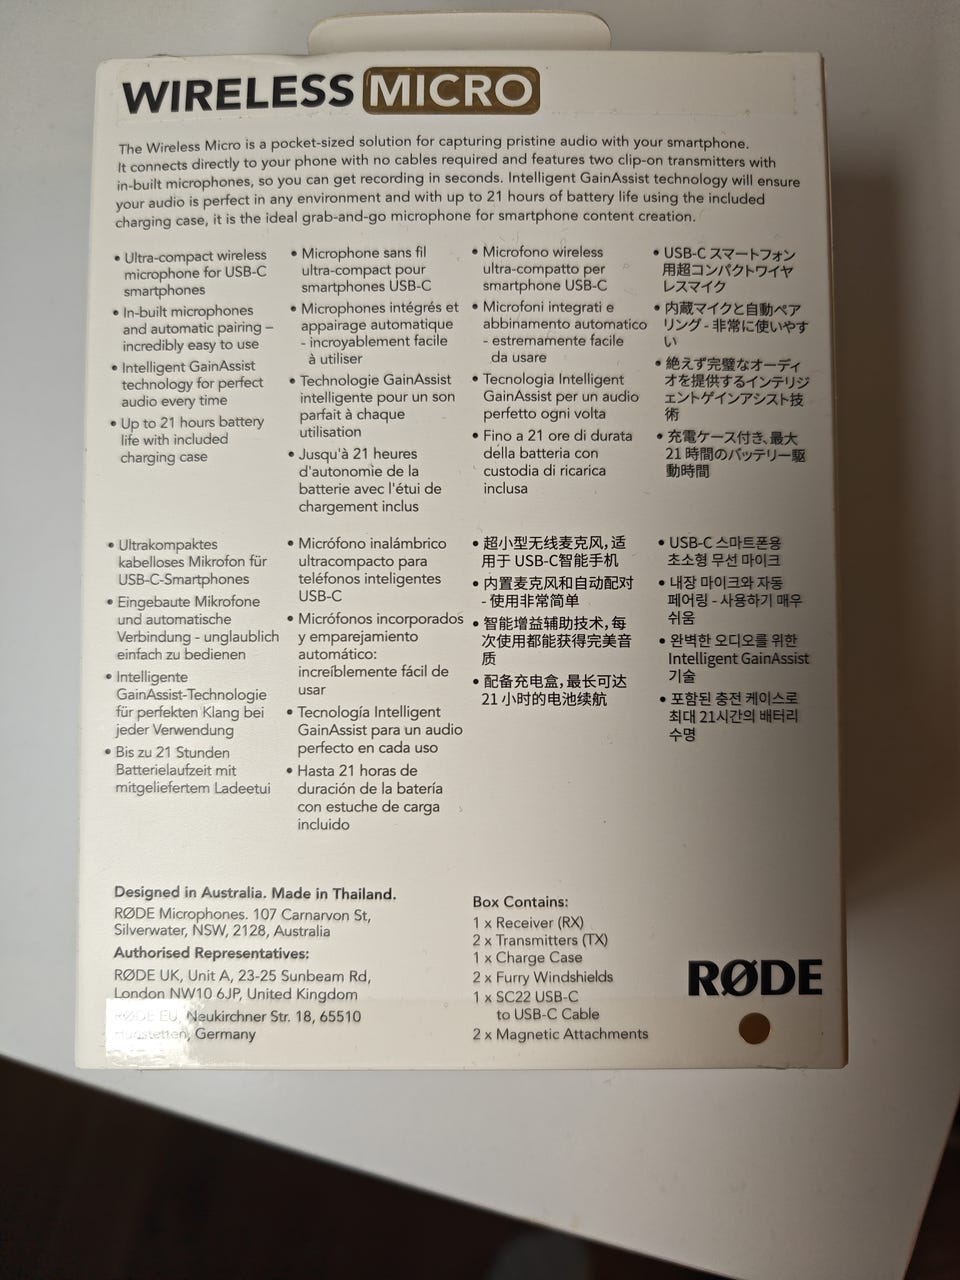 WIRELESS MICRO
The Wireless Micro is a pocket-sized solution for capturing pristine audio with your smartphone.
It connects directly to your phone with no cables required and features two clip-on transmitters with
in-built microphones, so you can get recording in seconds. Intelligent GainAssist technology will ensure
your audio is perfect in any environment and with up to 21 hours of battery life using the included
charging case, it is the ideal grab-and-go microphone for smartphone content creation.
• Ultra-compact wireless
microphone for USB-C
smartphones
• In-built microphones
and automatic pairing –
incredibly easy to use
• Intelligent GainAssist
technology for perfect
audio every time
• Up to 21 hours battery
life with included
charging case
• Microphone sans fil
ultra-compact pour
smartphones USB-C
• Microphones intégrés et
appairage automatique
- incroyablement facile
à utiliser
• Technologie GainAssist
intelligente pour un son
parfait à chaque
utilisation
• Jusqu'à 21 heures
d'autonomie de la
batterie avec l'étui de
chargement inclus
• Microfono wireless
ultra-compatto per
smartphone USB-C
• Microfoni integrati e
abbinamento automatico
- estremamente facile
da usare
• Tecnologia Intelligent
GainAssist per un audio
perfetto ogni volta
• Fino a 21 ore di durata
della batteria con
custodia di ricarica
inclusa
• USB-C スマートフォン
用超コンパクトワイヤ
レスマイク
• 内蔵マイクと自動ペア
リング - 非常に使いやす
い
• 絶えず完璧なオーディ
オを提供するインテリジ
ェントゲインアシスト技
術
• 充電ケース付き、最大
21 時間のバッテリー駆
動時間
• Ultrakompaktes
kabelloses Mikrofon für
USB-C-Smartphones
• Eingebaute Mikrofone
und automatische
Verbindung - unglaublich
einfach zu bedienen
• Intelligente
GainAssist-Technologie
für perfekten Klang bei
jeder Verwendung
• Bis zu 21 Stunden
Batterielaufzeit mit
mitgeliefertem Ladeetui
• Micrófono inalámbrico
ultracompacto para
teléfonos inteligentes
USB-C
• Micrófonos incorporados
y emparejamiento
automático:
increíblemente fácil de
usar
• Tecnología Intelligent
GainAssist para un audio
perfecto en cada uso
• Hasta 21 horas de
duración de la batería
con estuche de carga
incluido
• 超小型无线麦克风，适
用于 USB-C智能手机
• 内置麦克风和自动配对
- 使用非常简单
• 智能增益辅助技术，每
次使用都能获得完美音
质
• 配备充电盒，最长可达
21 小时的电池续航
• USB-C 스마트폰용
초소형 무선 마이크
• 내장 마이크와 자동
페어링 - 사용하기 매우
쉬움
• 완벽한 오디오를 위한
Intelligent GainAssist
기술
• 포함된 충전 케이스로
최대 21시간의 배터리
수명
Designed in Australia. Made in Thailand.
RØDE Microphones. 107 Carnarvon St,
Silverwater, NSW, 2128, Australia
Authorised Representatives:
RØDE UK, Unit A, 23-25 Sunbeam Rd,
London NW10 6JP, United Kingdom
RØDE EU, Neukirchner Str. 18, 65510
Hünstetten, Germany
Box Contains:
1 x Receiver (RX)
2 x Transmitters (TX)
1 x Charge Case
2 x Furry Windshields
1 x SC22 USB-C
to USB-C Cable
2 x Magnetic Attachments
RØDE